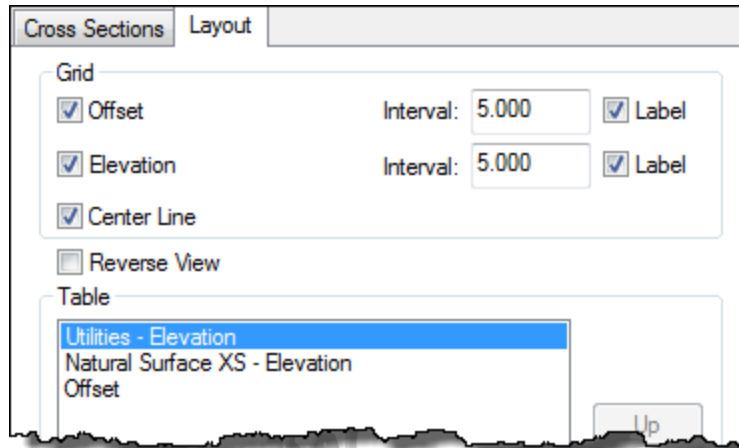 Cross Sections Layout
Grid
Offset Interval: 5.000 Label
Elevation Interval: 5.000 Label
Center Line
Reverse View
Table
Utilities - Elevation
Natural Surface XS - Elevation
Offset
Up